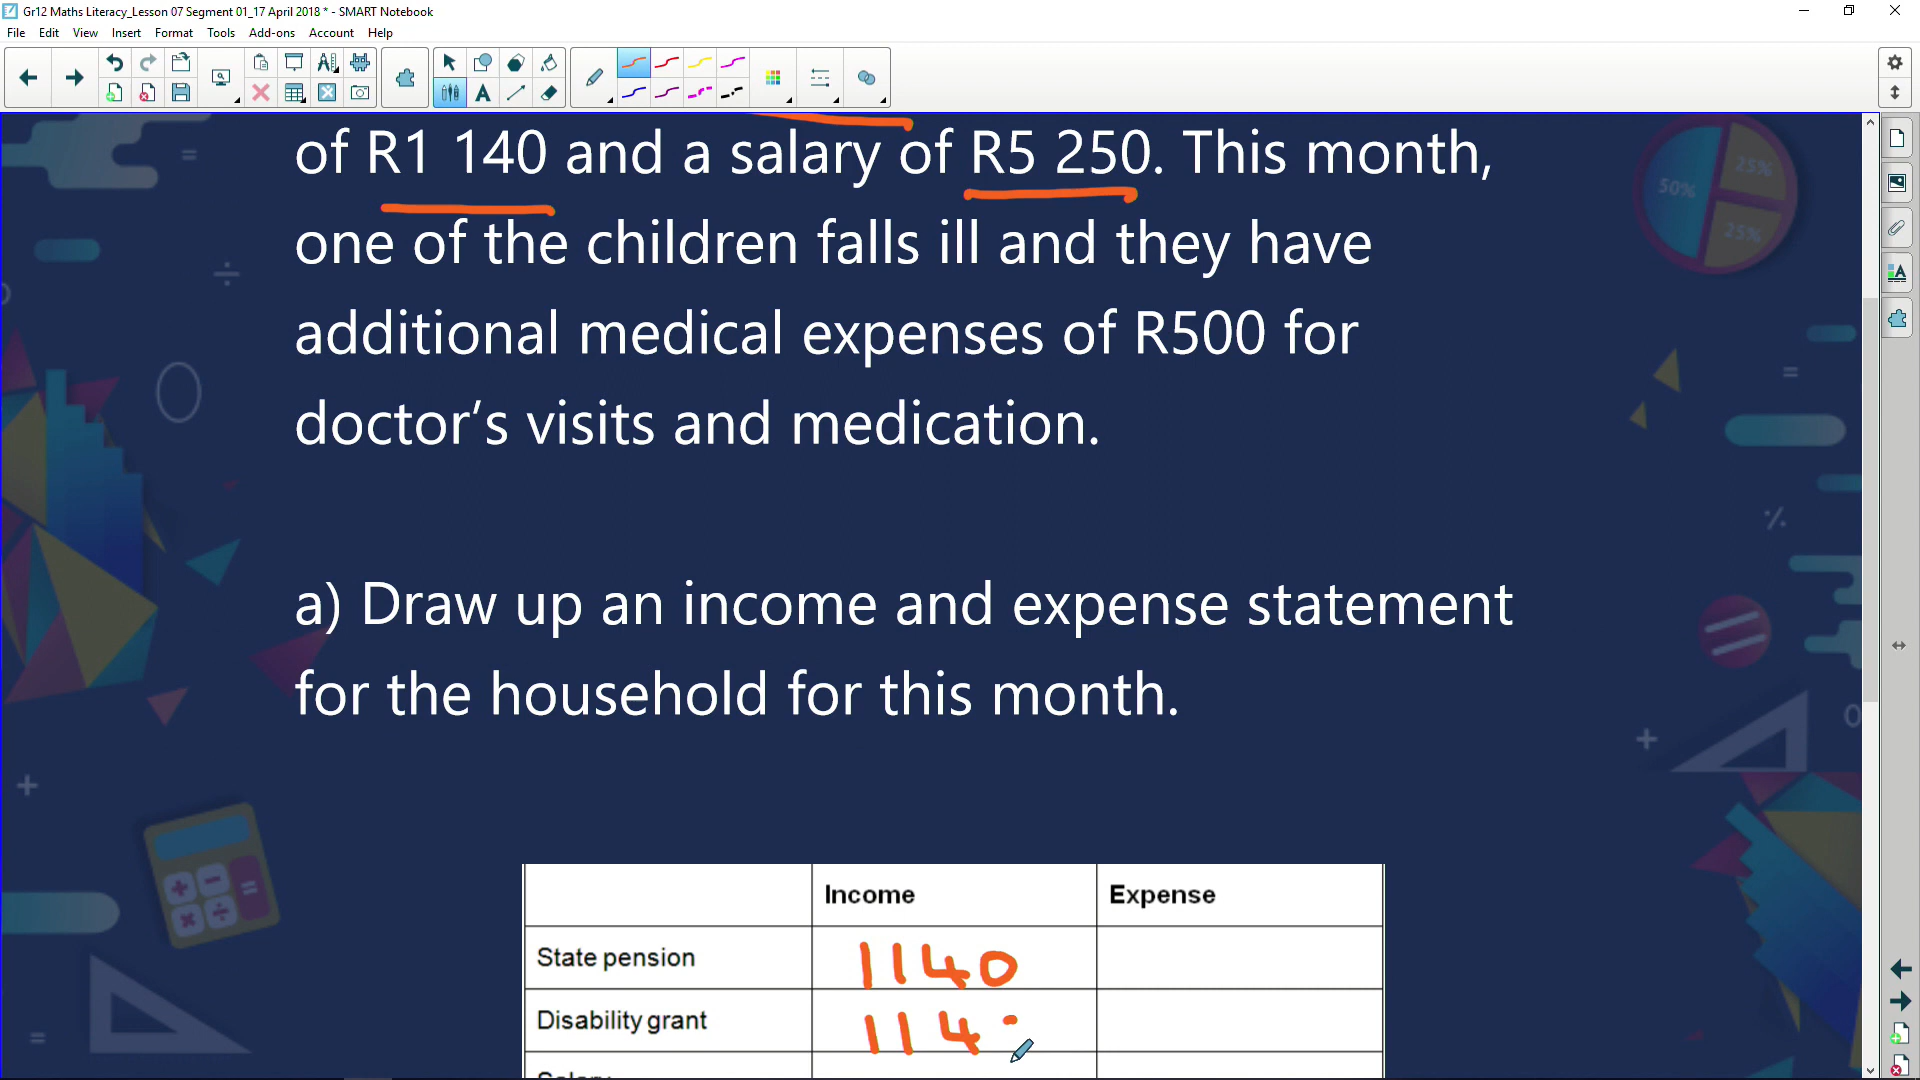 Gr12 Maths Literacy_Lesson 07 Segment 01_17 April 2018 * - SMART Notebook
File Edit View Insert Format Tools Add-ons Account Help
of R1 140 and a salary of R5 250. This month,
one of the children falls ill and they have
additional medical expenses of R500 for
doctor's visits and medication.
a) Draw up an income and expense statement
for the household for this month.
50% 25%
25%
Income Expense
State pension 1140
Disability grant 114